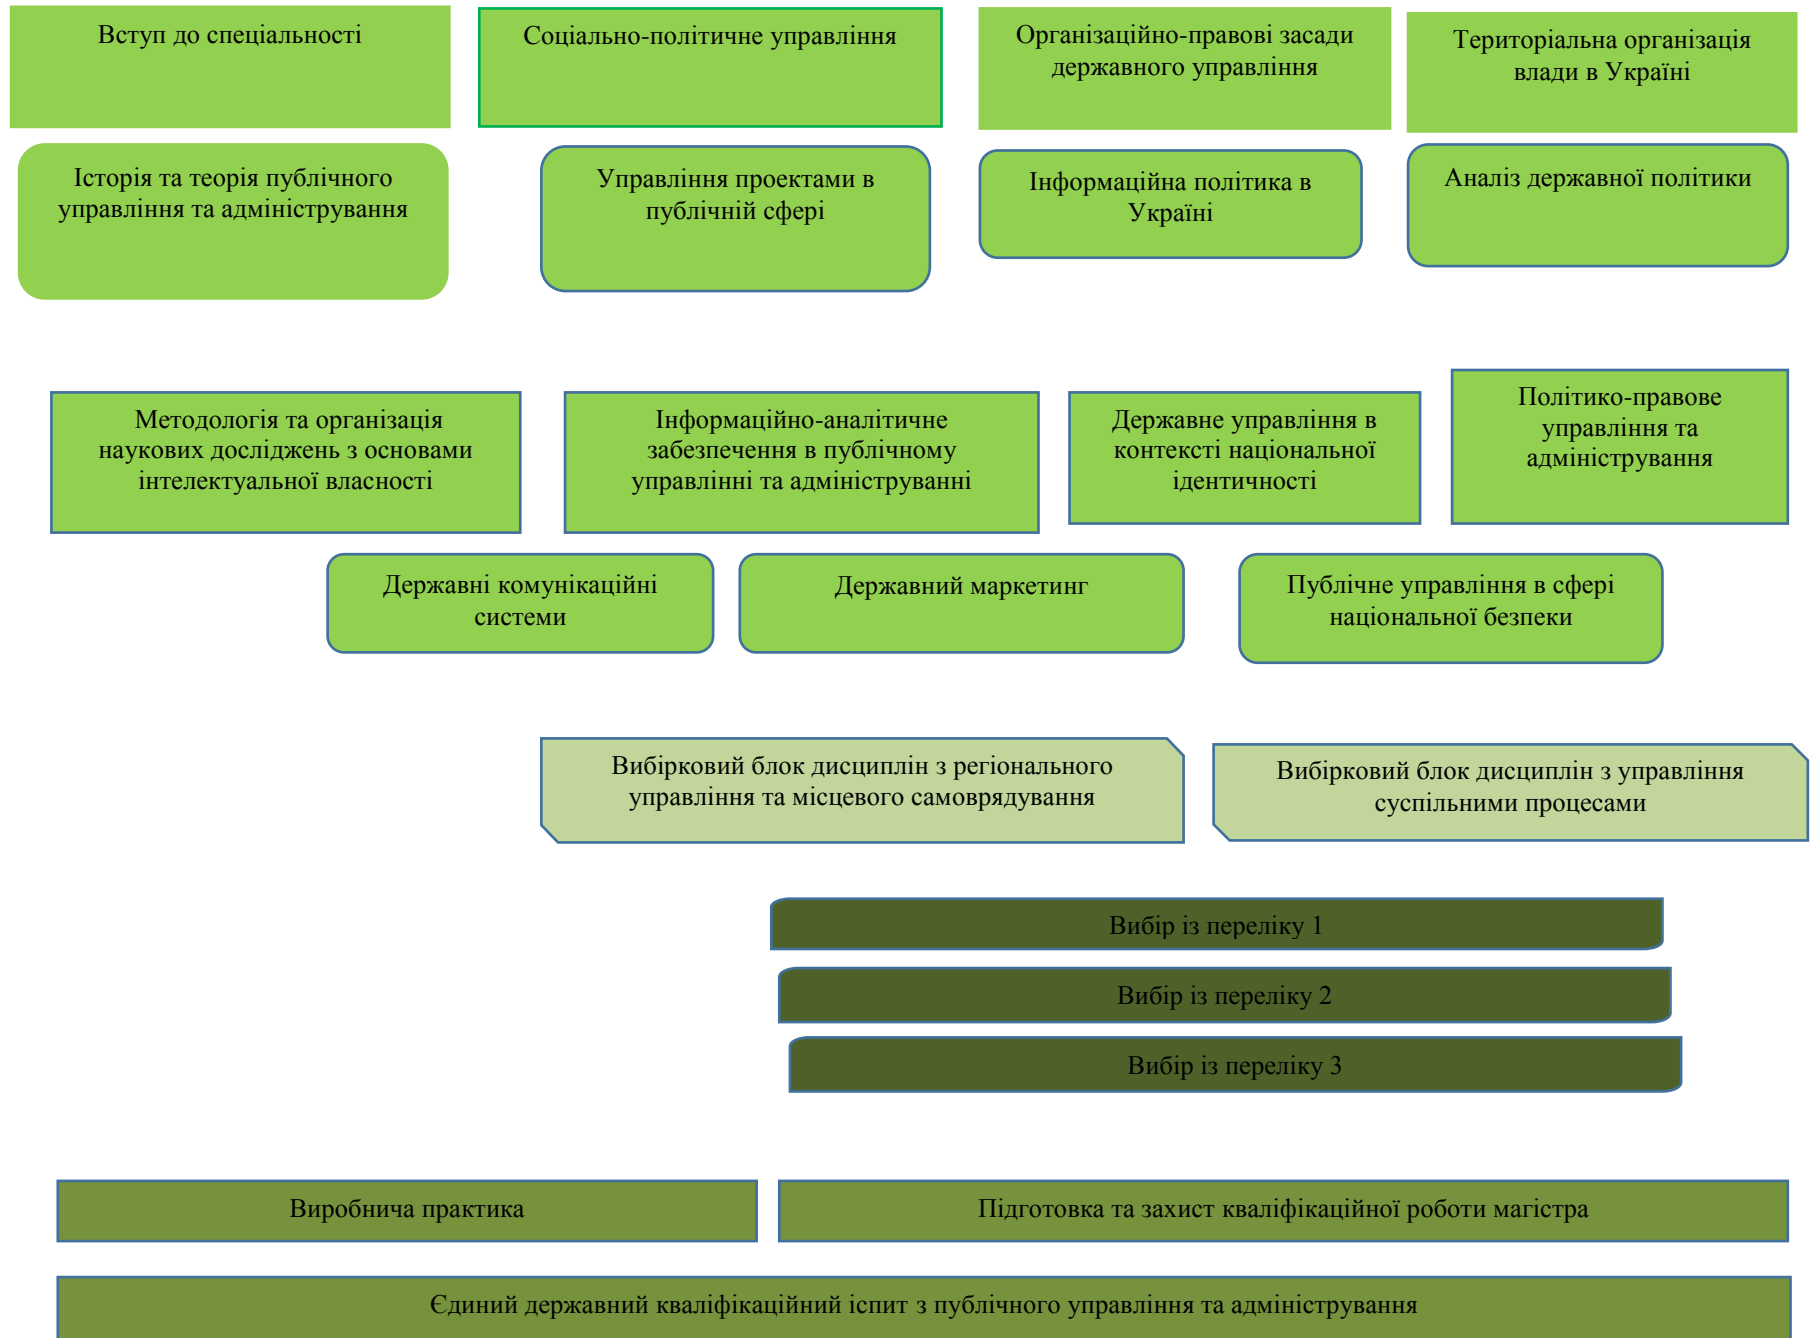 Вступ до спеціальності
Соціально-політичне управління
Організаційно-правові засади
державного управління
Територіальна організація
влади в Україні
Історія та теорія публічного
управління та адміністрування
Управління проектами в
публічній сфері
Інформаційна політика в
Україні
Аналіз державної політики
Методологія та організація
наукових досліджень з основами
інтелектуальної власності
Інформаційно-аналітичне
забезпечення в публічному
управлінні та адмініструванні
Державне управління в
контексті національної
ідентичності
Політико-правове
управління та
адміністрування
Державні комунікаційні
системи
Державний маркетинг
Публічне управління в сфері
національної безпеки
Вибірковий блок дисциплін з регіонального
управління та місцевого самоврядування
Вибірковий блок дисциплін з управління
суспільними процесами
Вибір із переліку 1
Вибір із переліку 2
Вибір із переліку 3
Виробнича практика
Підготовка та захист кваліфікаційної роботи магістра
Єдиний державний кваліфікаційний іспит з публічного управління та адміністрування